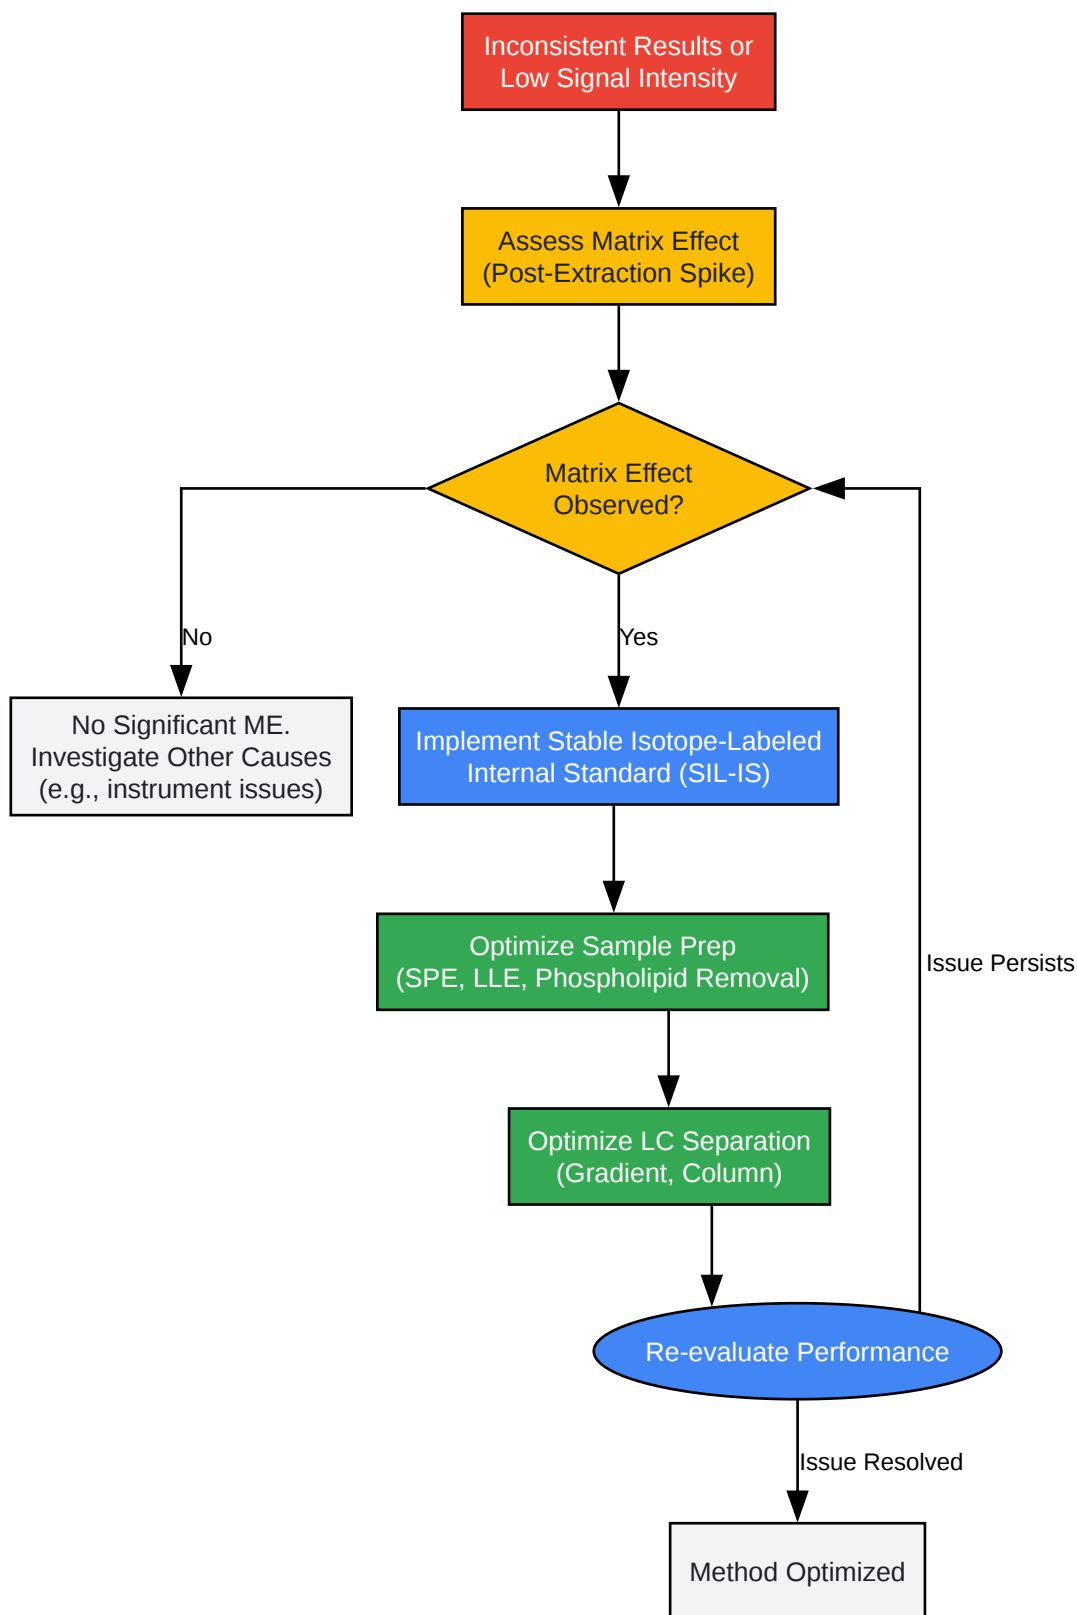 Inconsistent Results or
Low Signal Intensity
Assess Matrix Effect
(Post-Extraction Spike)
Matrix Effect
Observed?
No
Yes
No Significant ME.
Investigate Other Causes
(e.g., instrument issues)
Implement Stable Isotope-Labeled
Internal Standard (SIL-IS)
Optimize Sample Prep
(SPE, LLE, Phospholipid Removal)
Issue Persists
Optimize LC Separation
(Gradient, Column)
Re-evaluate Performance
Issue Resolved
Method Optimized